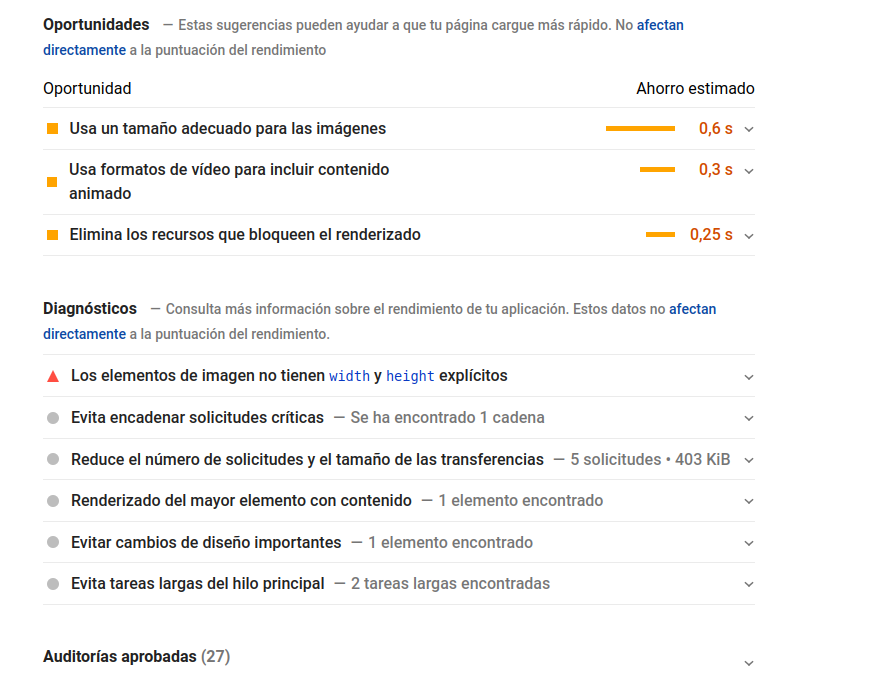 Oportunidades — Estas sugerencias pueden ayudar a que tu página cargue más rápido. No afectan
directamente a la puntuación del rendimiento
Oportunidad Ahorro estimado
Usa un tamaño adecuado para las imágenes 0,6 s
Usa formatos de vídeo para incluir contenido 0,3 s
animado
Elimina los recursos que bloqueen el renderizado 0,25 s
Diagnósticos — Consulta más información sobre el rendimiento de tu aplicación. Estos datos no afectan
directamente a la puntuación del rendimiento.
Los elementos de imagen no tienen width y height explícitos
Evita encadenar solicitudes críticas — Se ha encontrado 1 cadena
Reduce el número de solicitudes y el tamaño de las transferencias — 5 solicitudes • 403 KiB
Renderizado del mayor elemento con contenido — 1 elemento encontrado
Evitar cambios de diseño importantes — 1 elemento encontrado
Evita tareas largas del hilo principal — 2 tareas largas encontradas
Auditorías aprobadas (27)